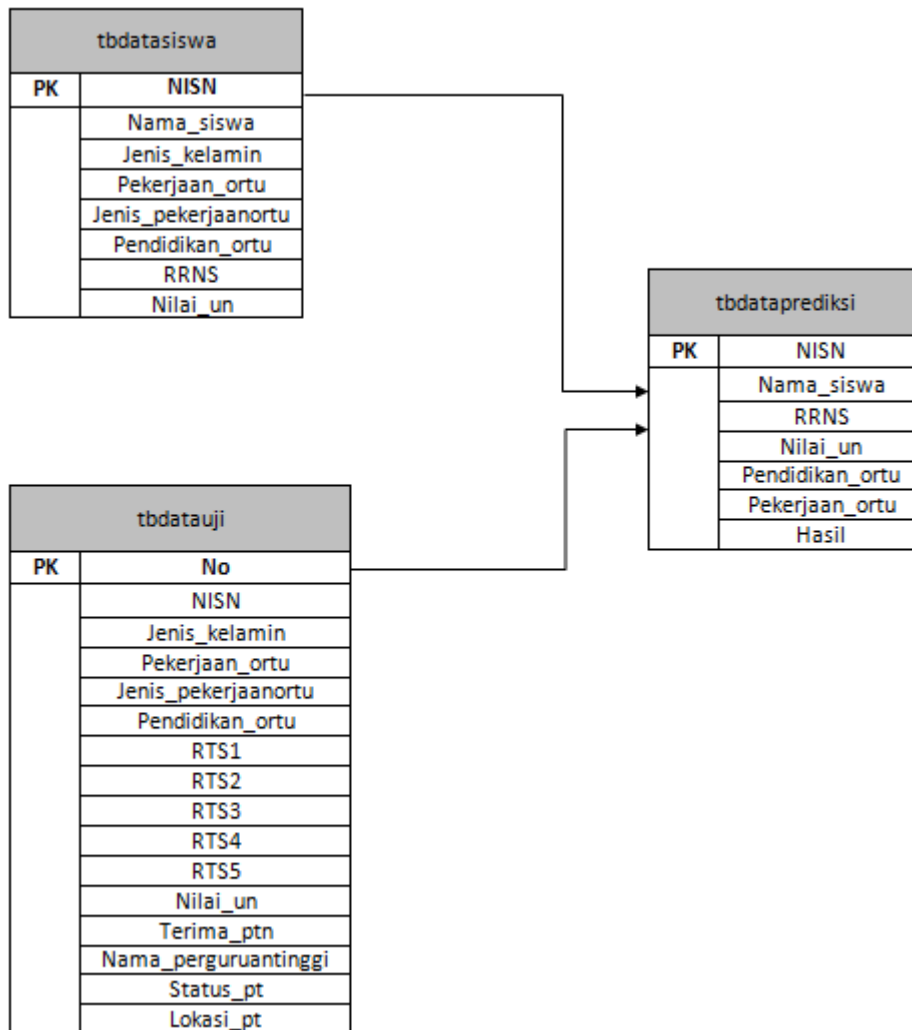 tbdatasiswa
PK NISN
Nama_siswa
Jenis_kelamin
Pekerjaan_ortu
Jenis_pekerjaanortu
Pendidikan_ortu
RRNS
Nilai_un
tbdataprediksi
PK NISN
Nama_siswa
RRNS
Nilai_un
Pendidikan_ortu
Pekerjaan_ortu
Hasil
tbdatauji
PK No
NISN
Jenis_kelamin
Pekerjaan_ortu
Jenis_pekerjaanortu
Pendidikan_ortu
RTS1
RTS2
RTS3
RTS4
RTS5
Nilai_un
Terima_ptn
Nama_perguruantinggi
Status_pt
Lokasi_pt